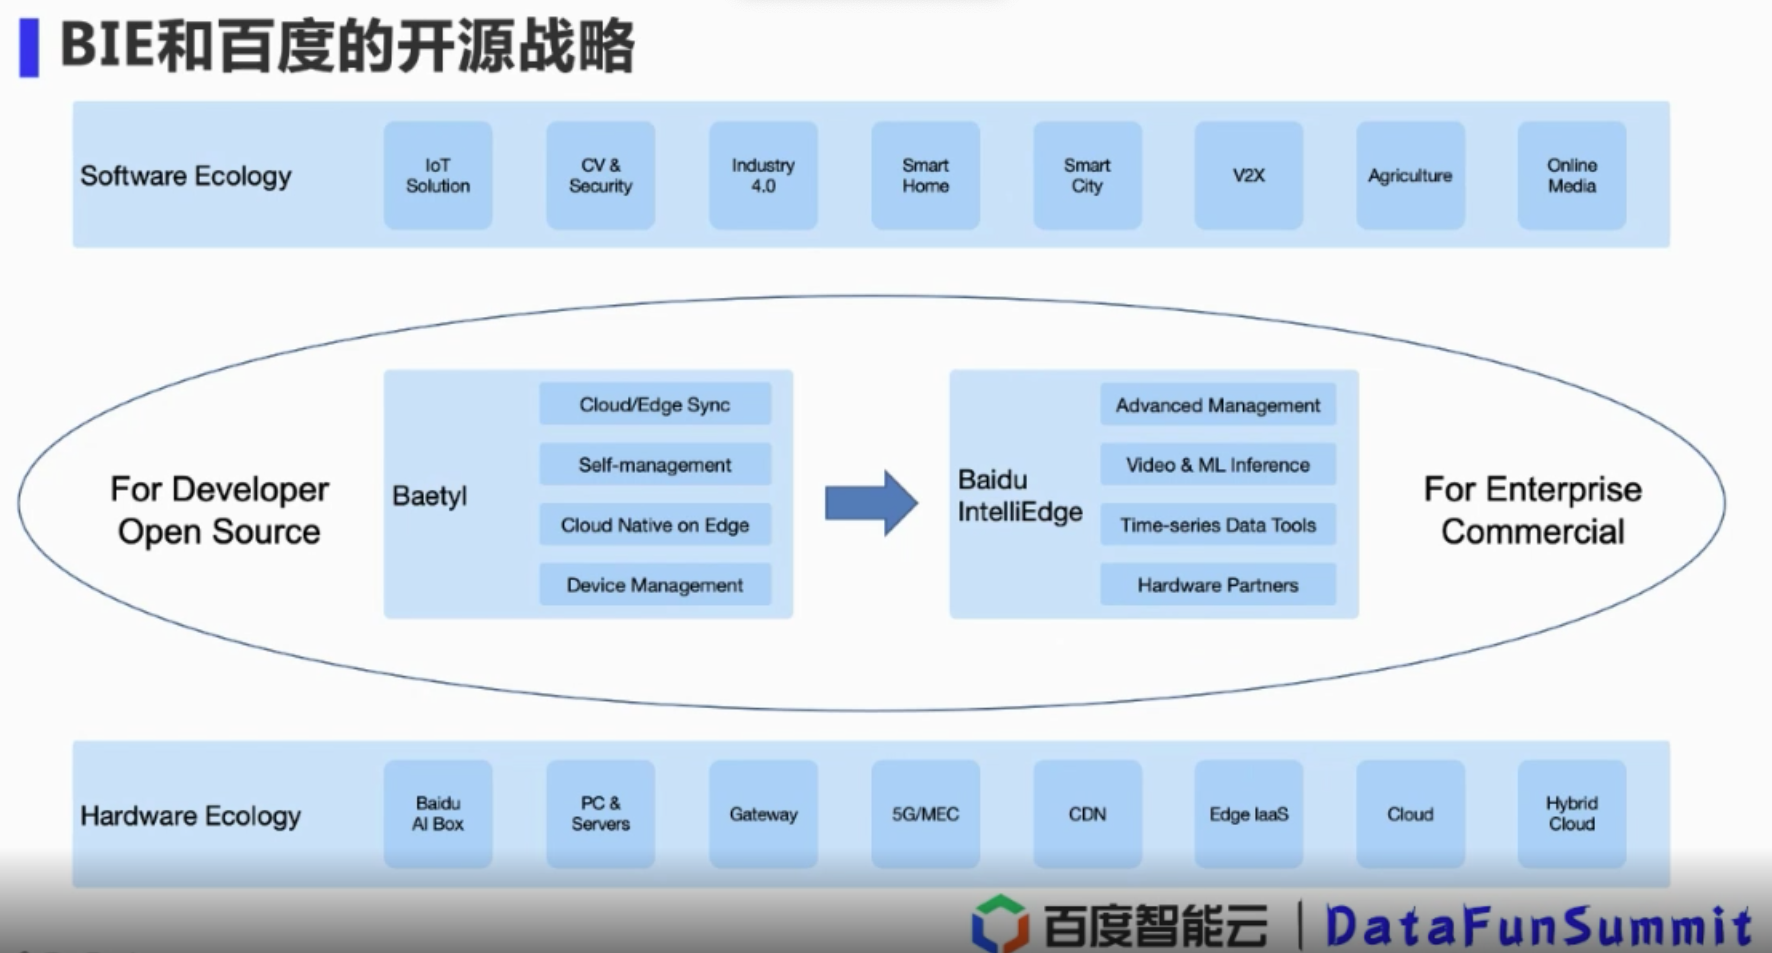 BIE和百度的开源战略
Software Ecology
IoT
Solution
CV &
Security
Industry
4.0
Smart
Home
Smart
City
V2X
Agriculture
Online
Media
For Developer
Open Source
Baetyl
Cloud/Edge Sync
Self-management
Cloud Native on Edge
Device Management
Baidu
IntelliEdge
Advanced Management
Video & ML Inference
Time-series Data Tools
Hardware Partners
For Enterprise
Commercial
Hardware Ecology
Baidu
AI Box
PC &
Servers
Gateway
5G/MEC
CDN
Edge IaaS
Cloud
Hybrid
Cloud
百度智能云 | DataFunSummit